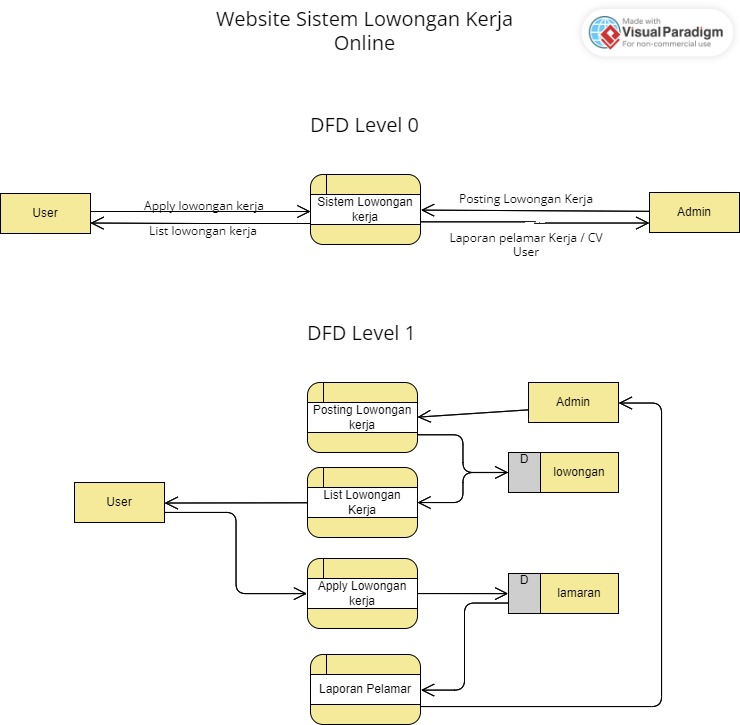 Website Sistem Lowongan Kerja
Online
Made with
VisualParadigm
For non-commercial use
DFD Level 0
User
Apply lowongan kerja
List lowongan kerja
Sistem Lowongan
kerja
Posting Lowongan Kerja
Laporan pelamar Kerja / CV
User
Admin
DFD Level 1
Posting Lowongan
kerja
Admin
D
lowongan
User
List Lowongan
Kerja
Apply Lowongan
kerja
D
lamaran
Laporan Pelamar